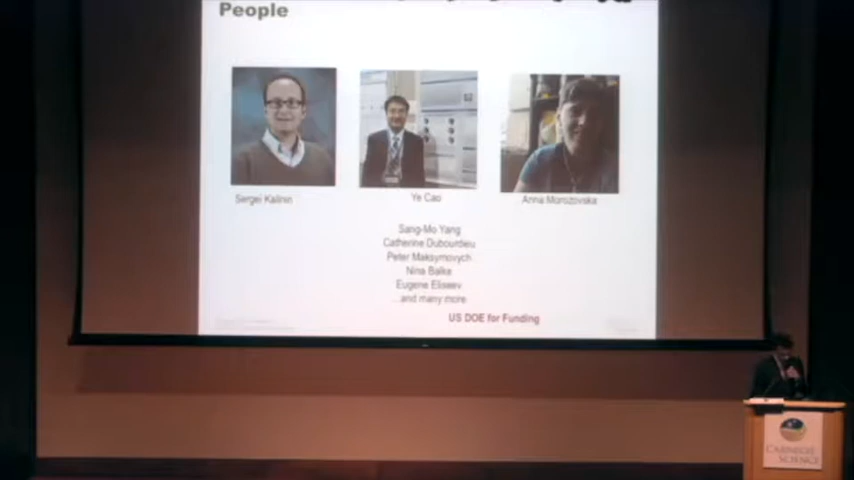 People
Sergei Kalinin
Ye Cao
Anna Morozovska
Sang-Mo Yang
Catherine Dubourdieu
Peter Maksymovych
Nina Balke
Eugene Eliseev
...and many more
US DOE for Funding
CARNEGIE
SCIENCE